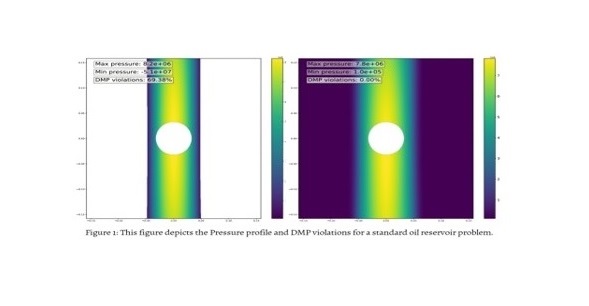 Max pressure: 8.2e+06
Min pressure: -5.1e+07
DMP violations: 69.38%
Max pressure: 7.8e+06
Min pressure: 1.0e+05
DMP violations: 0.00%
Figure 1: This figure depicts the Pressure profile and DMP violations for a standard oil reservoir problem.